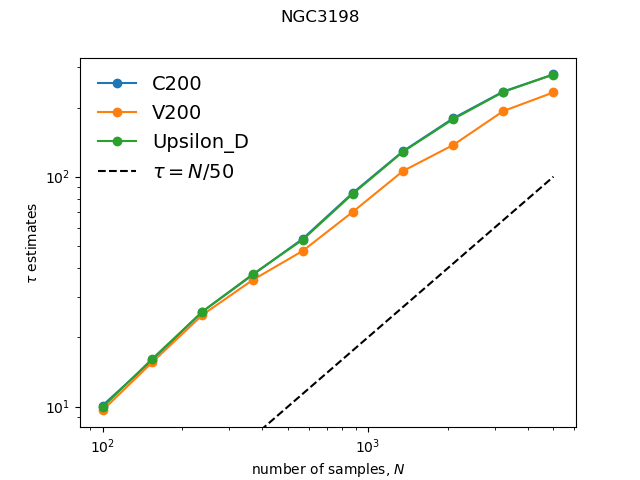 NGC3198
C200
V200
Upsilon_D
τ = N/50
10²
10¹
τ estimates
10²
10³
number of samples, N